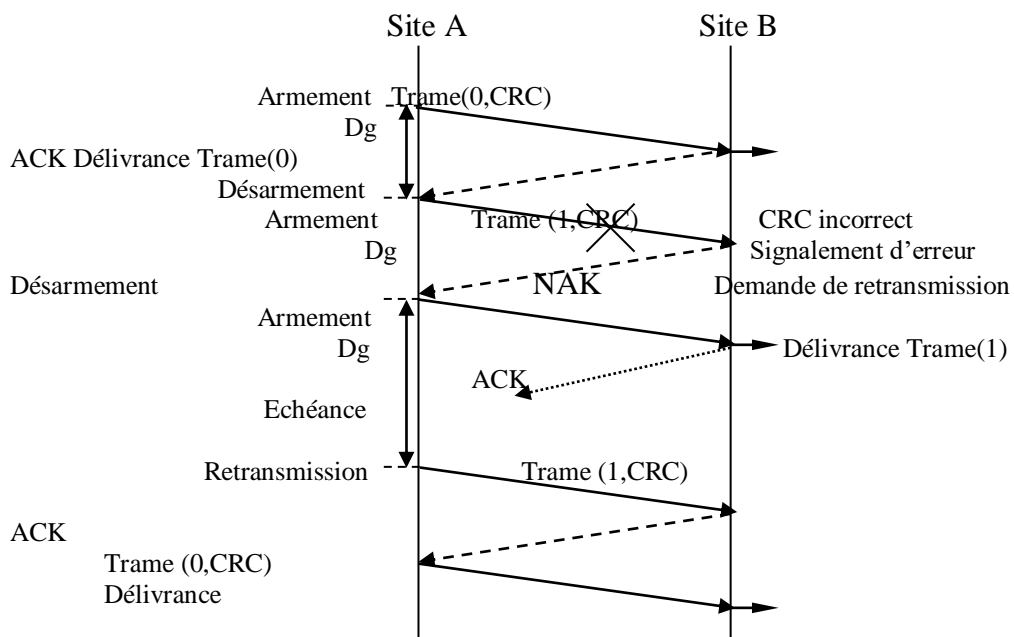 Site A Site B
Armement Trame(0,CRC)
Dg
ACK Délivrance Trame(0)
Désarmement
Armement Trame (1,CRC) CRC incorrect
Dg Signalement d’erreur
Désarmement NAK Demande de retransmission
Armement
Dg Délivrance Trame(1)
ACK
Echéance
Retransmission Trame (1,CRC)
ACK
Trame (0,CRC)
Délivrance